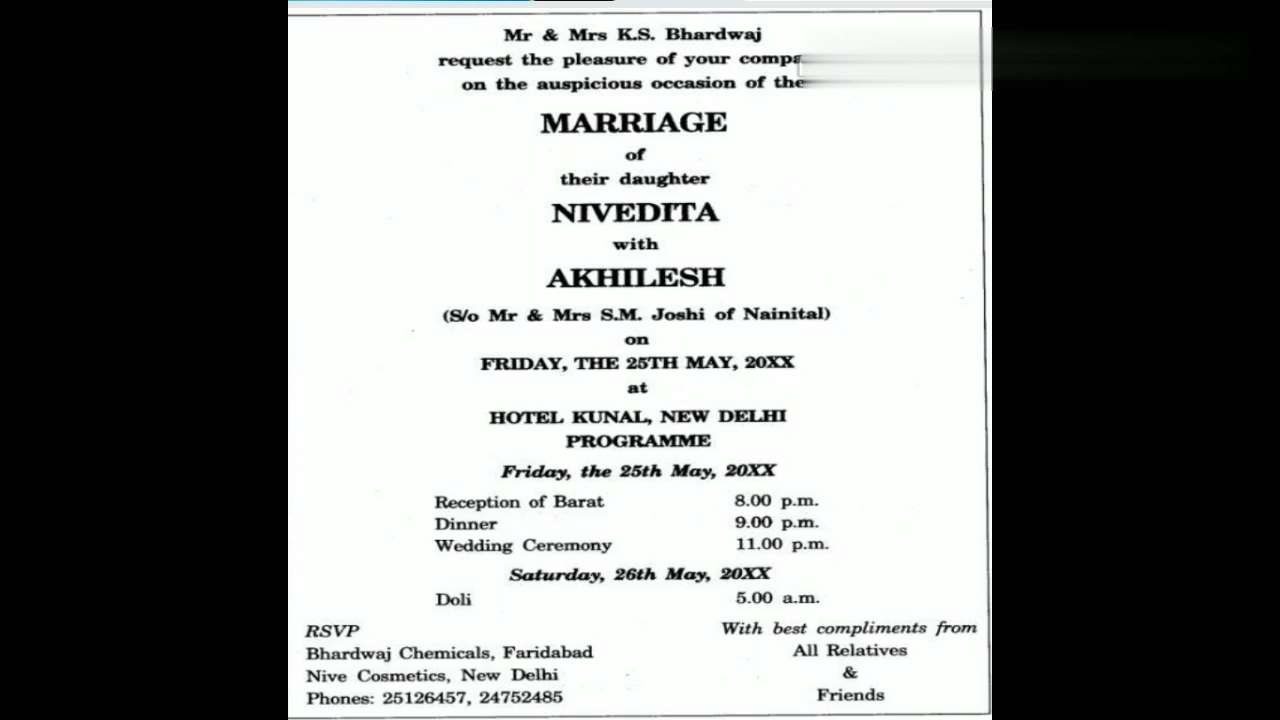 Mr & Mrs K.S. Bhardwaj
request the pleasure of your
on the auspicious occasion of the
MARRIAGE
of
their daughter
NIVEDITA
with
AKHILESH
(S/o Mr & Mrs S.M. Joshi of Nainital)
on
FRIDAY, THE 25TH MAY, 20XX
at
HOTEL KUNAL, NEW DELHI
PROGRAMME
Friday, the 25th May, 20XX
Reception of Barat 8.00 p.m.
Dinner 9.00 p.m.
Wedding Ceremony 11.00 p.m.
Saturday, 26th May, 20XX
Doli 5.00 a.m.
RSVP
Bhardwaj Chemicals, Faridabad
Nive Cosmetics, New Delhi
Phones: 25126457, 24752485
With best compliments from
All Relatives
&
Friends